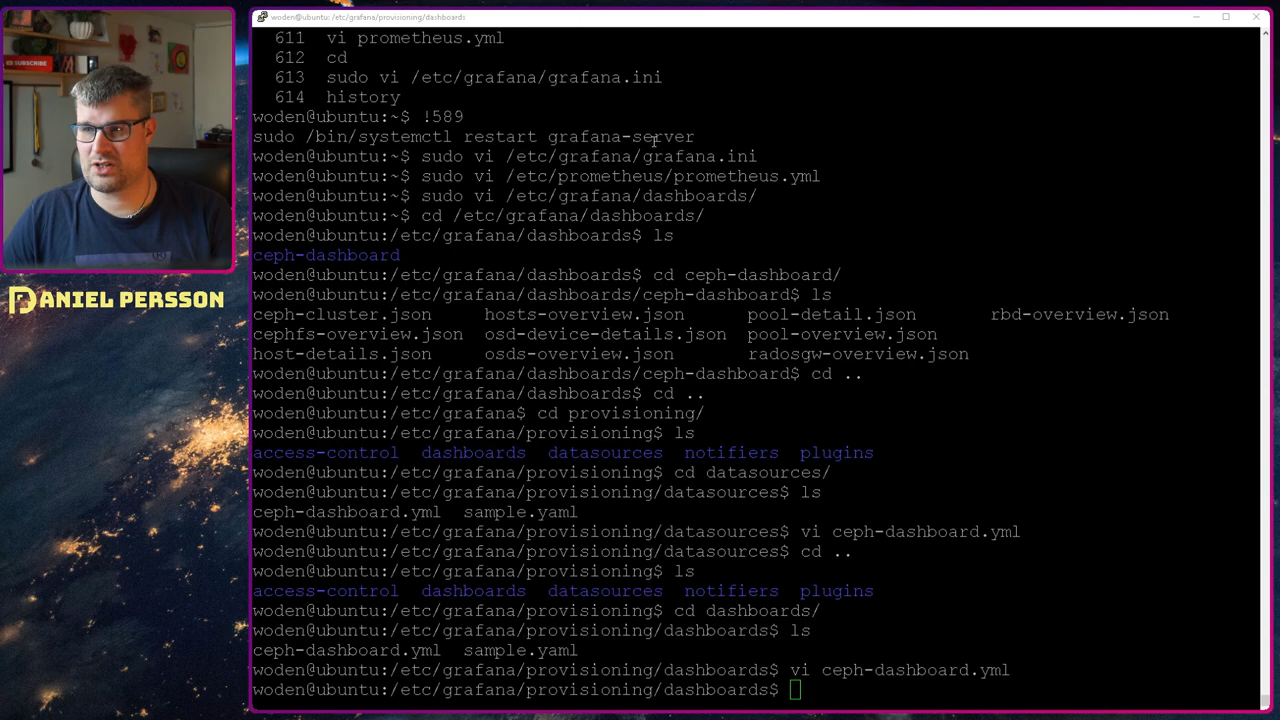 woden@ubuntu: /etc/grafana/provisioning/dashboards
611 vi prometheus.yml
612 cd
613 sudo vi /etc/grafana/grafana.ini
614 history
woden@ubuntu:~$ !589
sudo /bin/systemctl restart grafana-server
woden@ubuntu:~$ sudo vi /etc/grafana/grafana.ini
woden@ubuntu:~$ sudo vi /etc/prometheus/prometheus.yml
woden@ubuntu:~$ sudo vi /etc/grafana/dashboards/
woden@ubuntu:~$ cd /etc/grafana/dashboards/
woden@ubuntu:/etc/grafana/dashboards$ ls
ceph-dashboard
woden@ubuntu:/etc/grafana/dashboards$ cd ceph-dashboard/
woden@ubuntu:/etc/grafana/dashboards/ceph-dashboard$ ls
ceph-cluster.json hosts-overview.json pool-detail.json rbd-overview.json
cephfs-overview.json osd-device-details.json pool-overview.json
host-details.json osds-overview.json radosgw-overview.json
woden@ubuntu:/etc/grafana/dashboards/ceph-dashboard$ cd ..
woden@ubuntu:/etc/grafana/dashboards$ cd ..
woden@ubuntu:/etc/grafana$ cd provisioning/
woden@ubuntu:/etc/grafana/provisioning$ ls
access-control dashboards datasources notifiers plugins
woden@ubuntu:/etc/grafana/provisioning$ cd datasources/
woden@ubuntu:/etc/grafana/provisioning/datasources$ ls
ceph-dashboard.yml sample.yaml
woden@ubuntu:/etc/grafana/provisioning/datasources$ vi ceph-dashboard.yml
woden@ubuntu:/etc/grafana/provisioning/datasources$ cd ..
woden@ubuntu:/etc/grafana/provisioning$ ls
access-control dashboards datasources notifiers plugins
woden@ubuntu:/etc/grafana/provisioning$ cd dashboards/
woden@ubuntu:/etc/grafana/provisioning/dashboards$ ls
ceph-dashboard.yml sample.yaml
woden@ubuntu:/etc/grafana/provisioning/dashboards$ vi ceph-dashboard.yml
woden@ubuntu:/etc/grafana/provisioning/dashboards$
SUBSCRIBE
DANIEL PERSSON